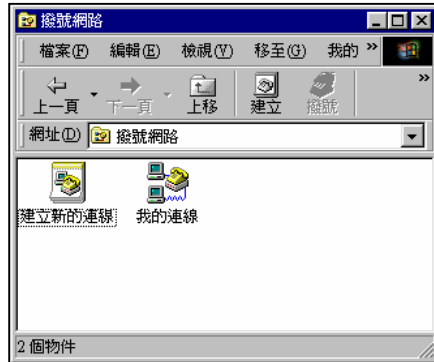 撥號網路
檔案(F) 編輯(E) 檢視(V) 移至(G) 我的 »
上一頁 下一頁 上移 建立 撥號 »
網址(D) 撥號網路
建立新的連線 我的連線
2 個物件